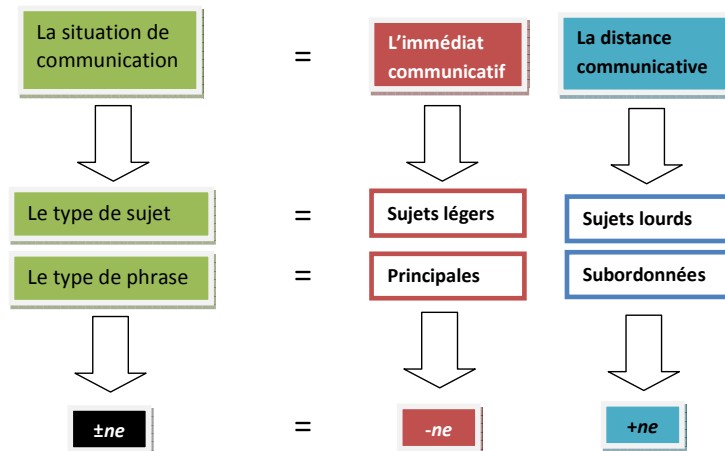 La situation de
communication
=
L'immédiat
communicatif
La distance
communicative
Le type de sujet
=
Sujets légers
Sujets lourds
Le type de phrase
=
Principales
Subordonnées
±ne
=
-ne
+ne